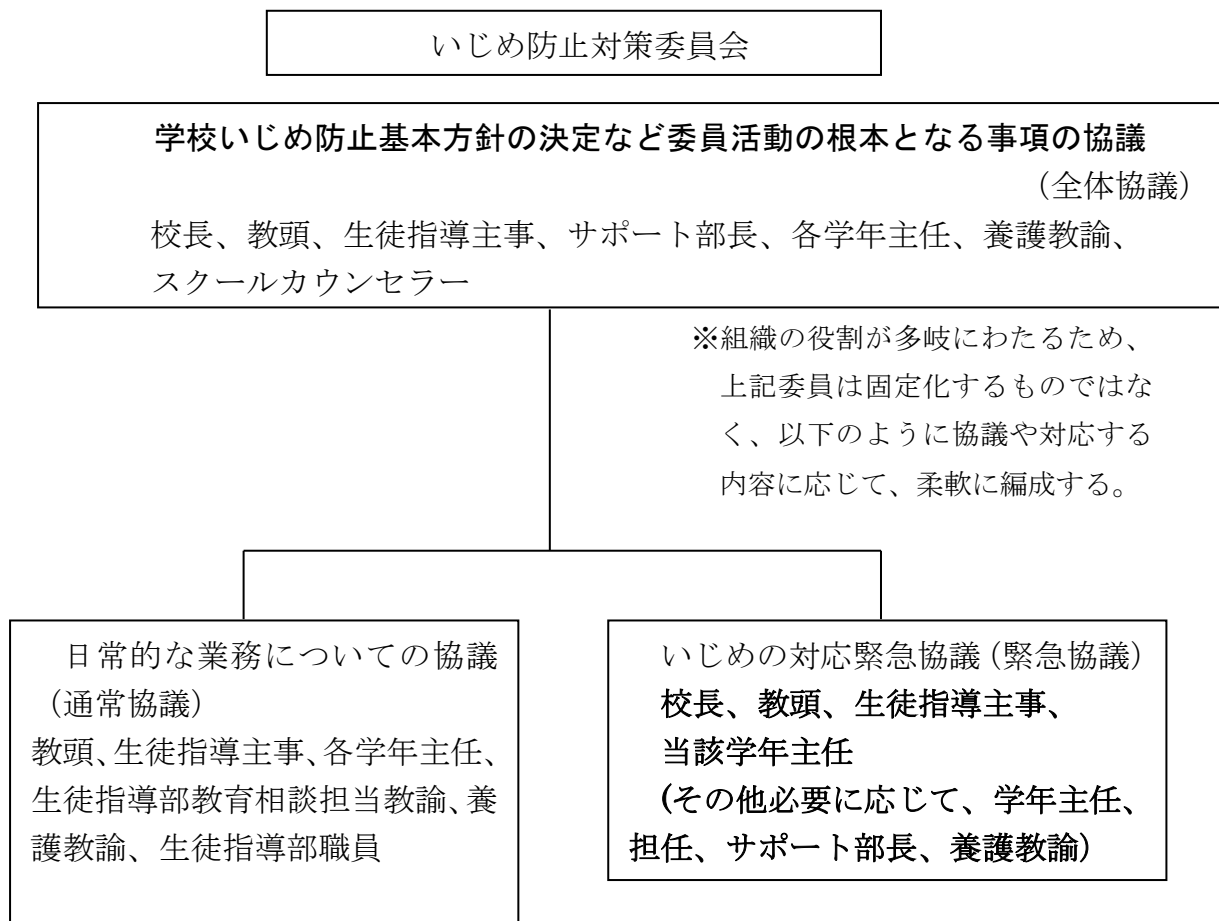 いじめ防止対策委員会
学校いじめ防止基本方針の決定など委員活動の根本となる事項の協議
（全体協議）
校長、教頭、生徒指導主事、サポート部長、各学年主任、養護教諭、
スクールカウンセラー
※組織の役割が多岐にわたるため、
上記委員は固定化するものではな
く、以下のように協議や対応する
内容に応じて、柔軟に編成する。
日常的な業務についての協議
（通常協議）
教頭、生徒指導主事、各学年主任、
生徒指導部教育相談担当教諭、養
護教諭、生徒指導部職員
いじめの対応緊急協議（緊急協議）
校長、教頭、生徒指導主事、
当該学年主任
(その他必要に応じて、学年主任、
担任、サポート部長、養護教諭)